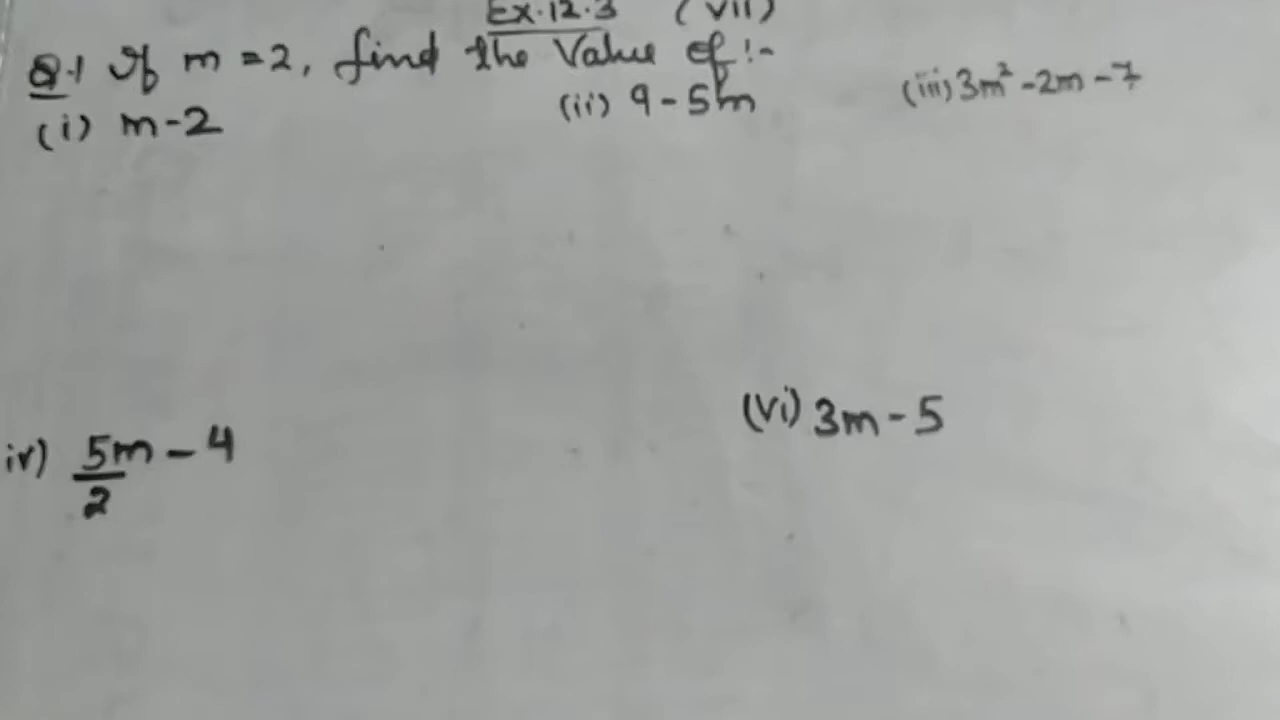 Ex.12.3 (VII)
Q.1 If m = 2, find the Value of :-
(i) m-2 (ii) 9-5m (iii) 3m²-2m-7
iv) 5m/2 - 4 (vi) 3m-5